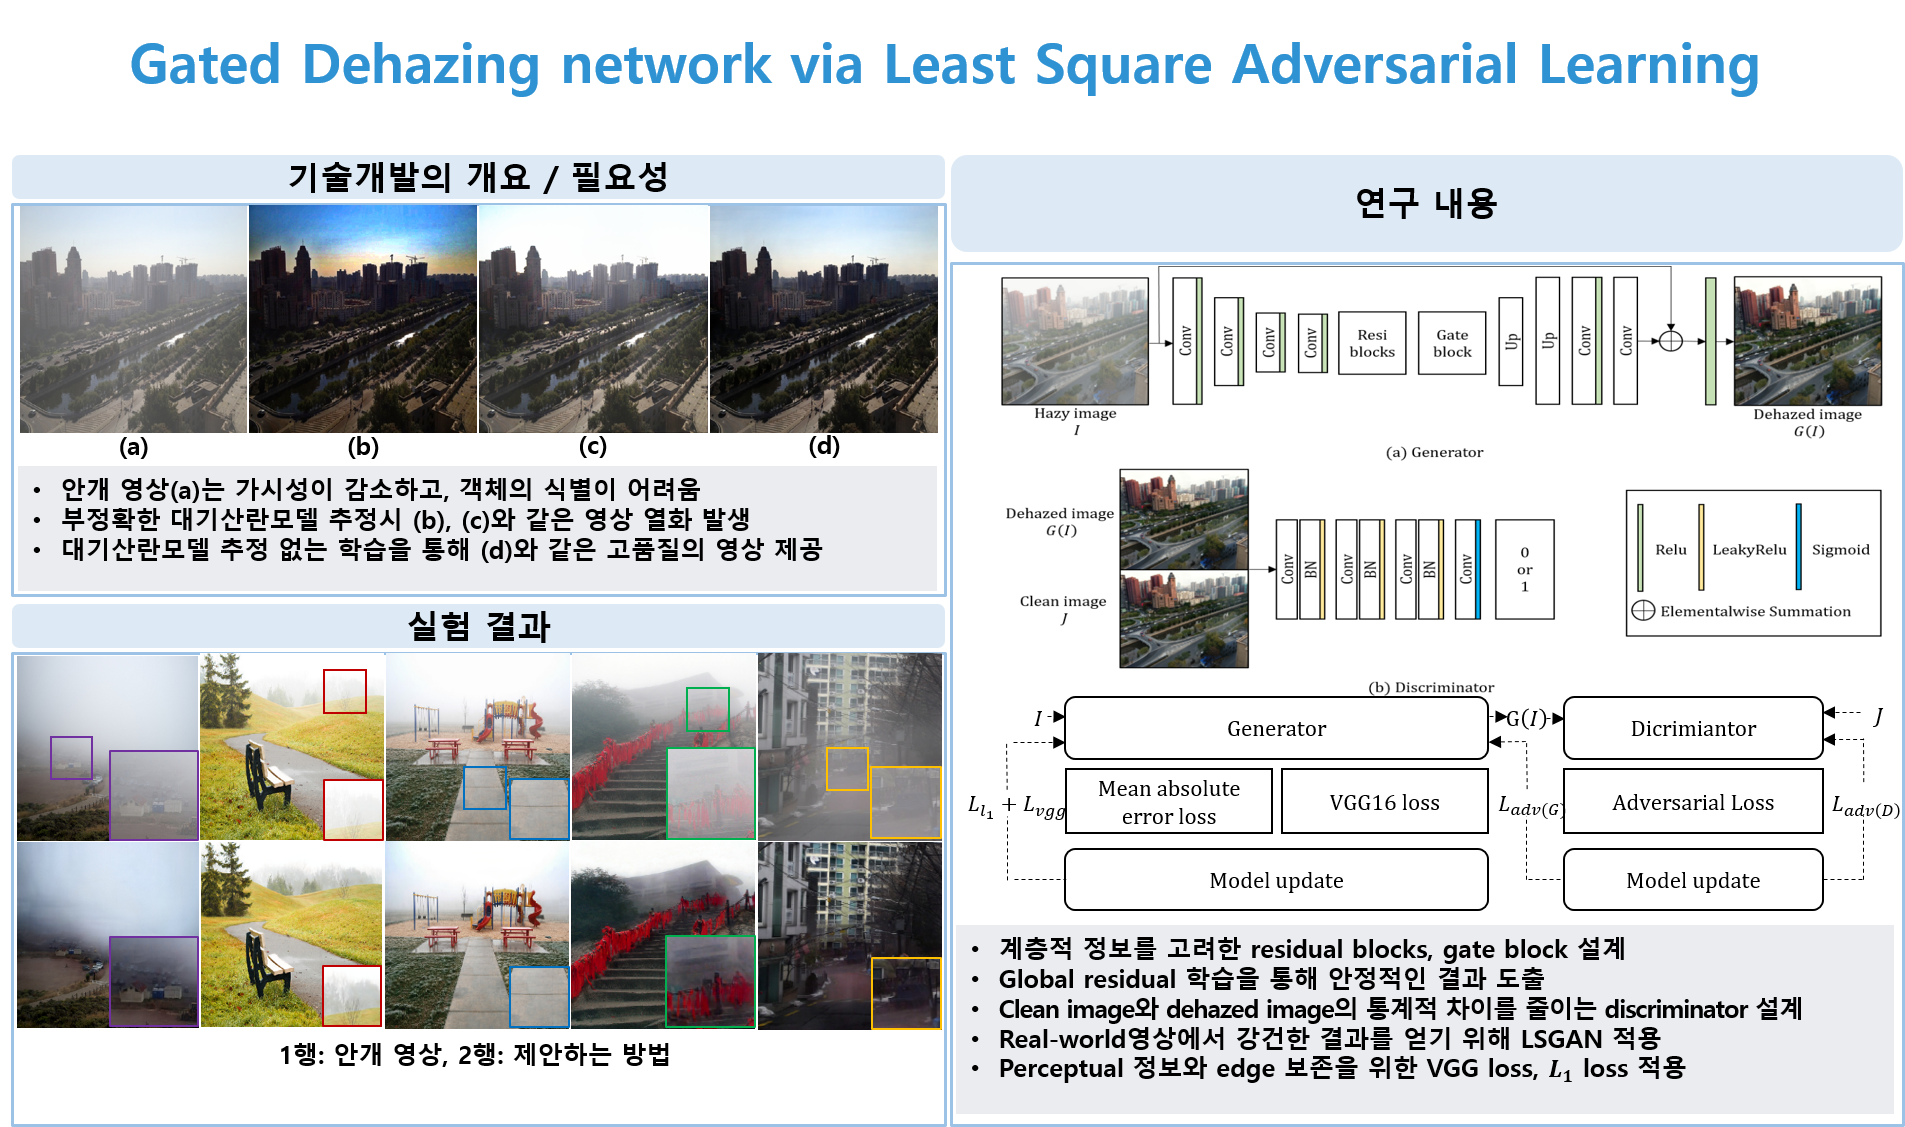 Gated Dehazing network via Least Square Adversarial Learning
기술개발의 개요 / 필요성
(a)
(b)
(c)
(d)
• 안개 영상(a)는 가시성이 감소하고, 객체의 식별이 어려움
• 부정확한 대기산란모델 추정시 (b), (c)와 같은 영상 열화 발생
• 대기산란모델 추정 없는 학습을 통해 (d)와 같은 고품질의 영상 제공
실험 결과
1행: 안개 영상, 2행: 제안하는 방법
연구 내용
Conv
Conv
Conv
Conv
Resi
blocks
Gate
block
Up
Up
Conv
Conv
Hazy image
I
Dehazed image
G(I)
(a) Generator
Dehazed image
G(I)
Clean image
J
Conv
BN
Conv
BN
Conv
BN
Conv
0
or
1
Relu
LeakyRelu
Sigmoid
Elementalwise Summation
(b) Discriminator
I
Generator
G(I)
Dicrimiantor
J
L_{l_1} + L_{vgg}
Mean absolute
error loss
VGG16 loss
L_{adv(G)}
Adversarial Loss
L_{adv(D)}
Model update
Model update
• 계층적 정보를 고려한 residual blocks, gate block 설계
• Global residual 학습을 통해 안정적인 결과 도출
• Clean image와 dehazed image의 통계적 차이를 줄이는 discriminator 설계
• Real-world영상에서 강건한 결과를 얻기 위해 LSGAN 적용
• Perceptual 정보와 edge 보존을 위한 VGG loss, L₁ loss 적용